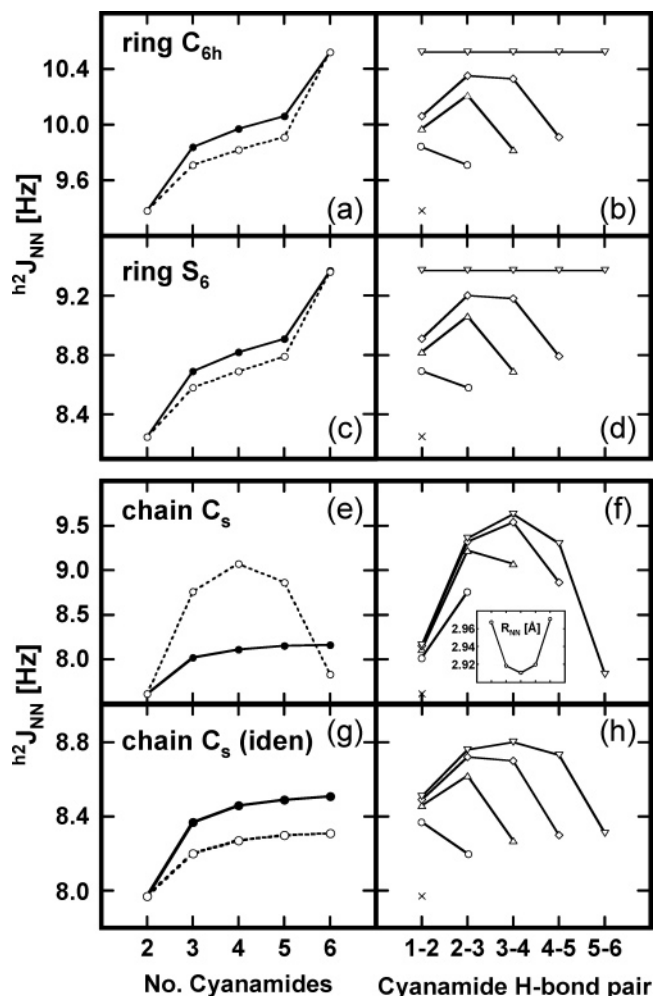 ring C6h
(a)
(b)
10.4
10.0
9.6
h2JNN [Hz]
ring S6
(c)
(d)
9.2
8.8
8.4
chain Cs
(e)
(f)
9.5
9.0
8.5
8.0
RNN [Å]
2.96
2.94
2.92
h2JNN [Hz]
chain Cs (iden)
(g)
(h)
8.8
8.4
8.0
2 3 4 5 6
1-2 2-3 3-4 4-5 5-6
No. Cyanamides
Cyanamide H-bond pair